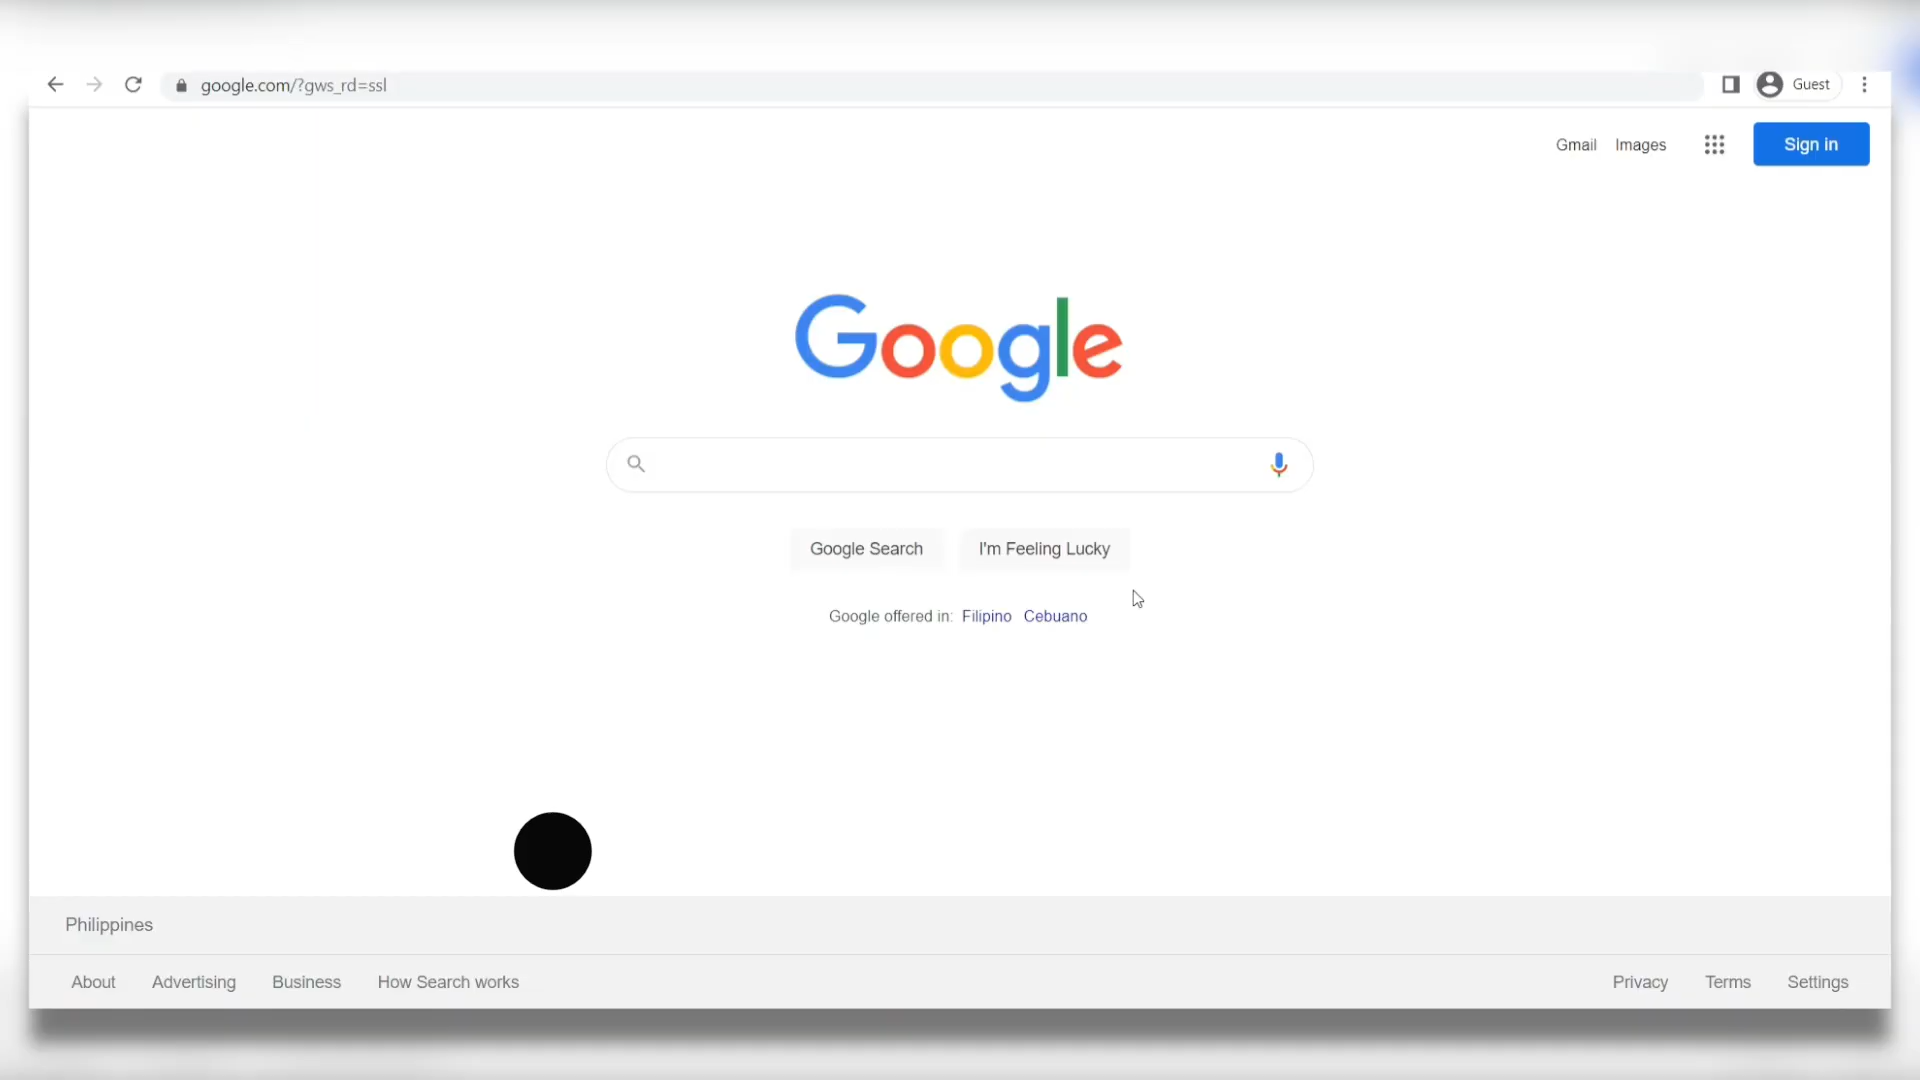 google.com/?gws_rd=ssl
Guest
Gmail Images
Sign in
Google
Google Search I'm Feeling Lucky
Google offered in: Filipino Cebuano
Philippines
About Advertising Business How Search works Privacy Terms Settings